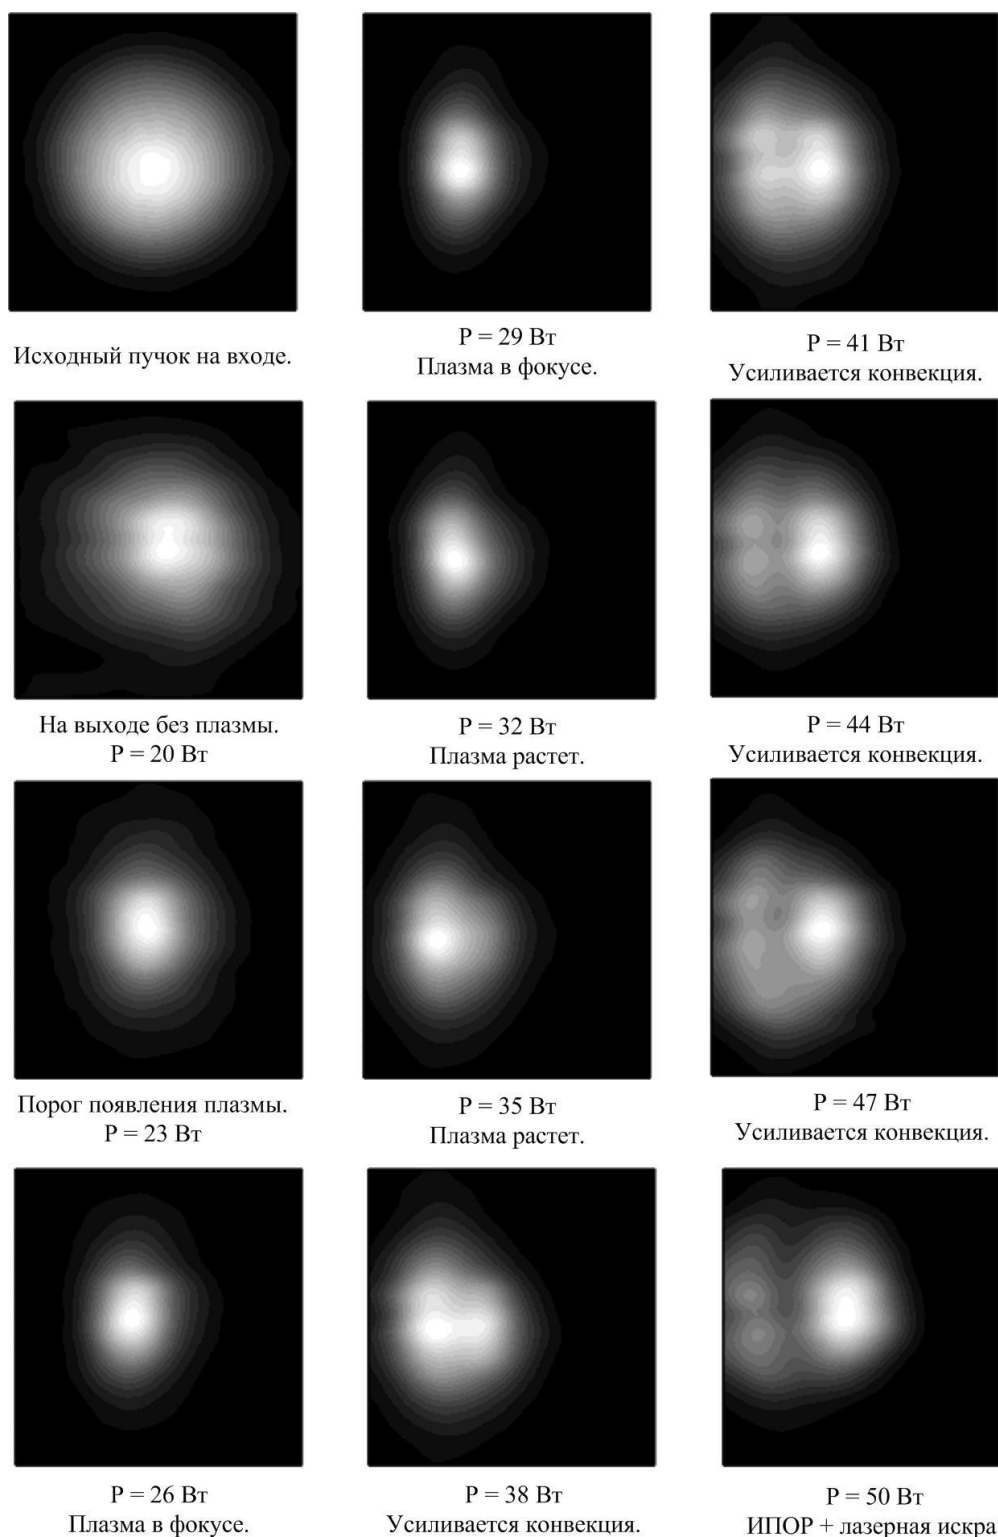 Исходный пучок на входе.
P = 29 Вт
Плазма в фокусе.
P = 41 Вт
Усиливается конвекция.
На выходе без плазмы.
P = 20 Вт
P = 32 Вт
Плазма растет.
P = 44 Вт
Усиливается конвекция.
Порог появления плазмы.
P = 23 Вт
P = 35 Вт
Плазма растет.
P = 47 Вт
Усиливается конвекция.
P = 26 Вт
Плазма в фокусе.
P = 38 Вт
Усиливается конвекция.
P = 50 Вт
ИПОР + лазерная искра